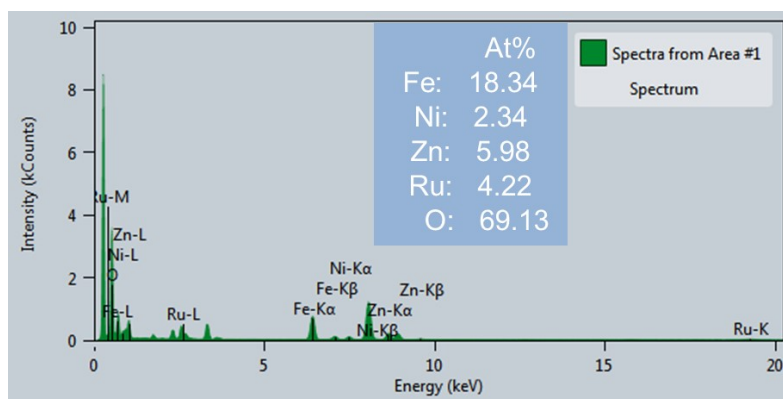 At%
Fe: 18.34
Ni: 2.34
Zn: 5.98
Ru: 4.22
O: 69.13
Spectra from Area #1
Spectrum
Intensity (kCounts)
10
8
6
4
2
0
Ru-M
Zn-L
Ni-L
O
Fe-L
Ru-L
Ni-Kα
Fe-Kβ
Zn-Kβ
Fe-Kα
Zn-Kα
Ni-Kβ
Ru-K
0 5 10 15 20
Energy (keV)